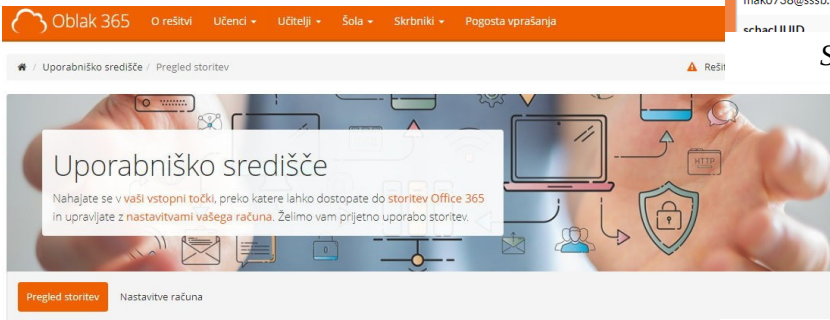 Oblak 365 O rešitvi Učenci Učitelji Šola Skrbniki Pogosta vprašanja
/ Uporabniško središče / Pregled storitev
HTTP
Uporabniško središče
Nahajate se v vaši vstopni točki, preko katere lahko dostopate do storitev Office 365
in upravljate z nastavitvami vašega računa. Želimo vam prijetno uporabo storitev.
Pregled storitev Nastavitve računa